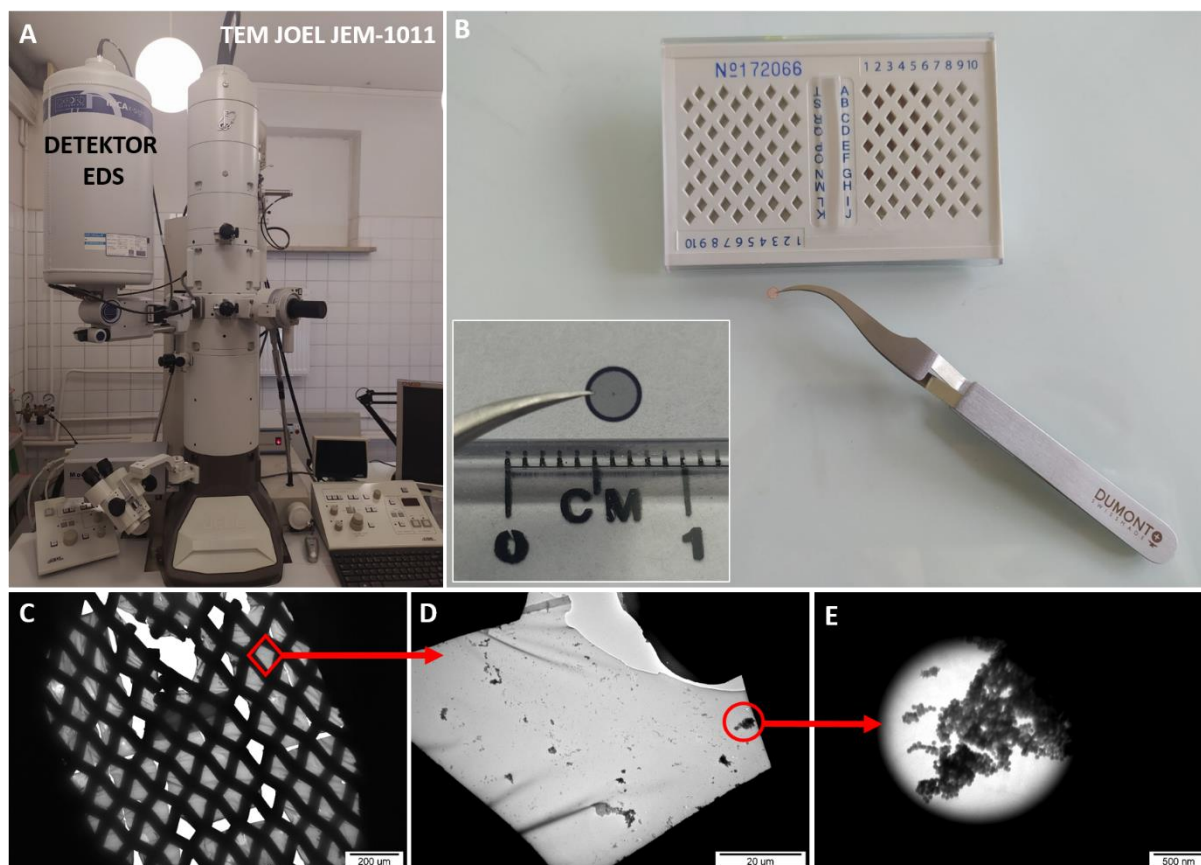 A
TEM JOEL JEM-1011
DETEKTOR
EDS
B
№172066
1 2 3 4 5 6 7 8 9 10
A
B
C
D
E
F
G
H
I
J
T
S
R
Q
P
O
N
M
L
K
10 9 8 7 6 5 4 3 2 1
CM
0 1
DUMONT
C
200 um
D
20 um
E
500 nm